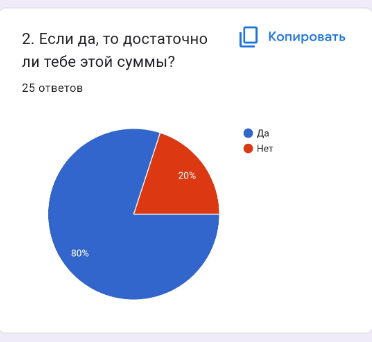 2. Если да, то достаточно
ли тебе этой суммы?
Копировать
25 ответов
Да
Нет
20%
80%